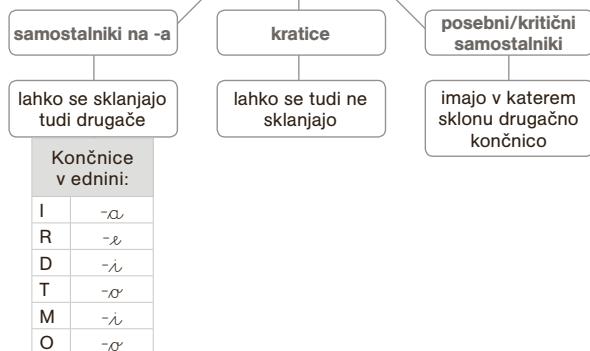 samostalniki na -a
lahko se sklanjajo
tudi drugače
Končnice
v ednini:
I -a
R -e
D -i
T -o
M -i
O -o
kratice
lahko se tudi ne
sklanjajo
posebni/kritični
samostalniki
imajo v katerem
sklonu drugačno
končnico